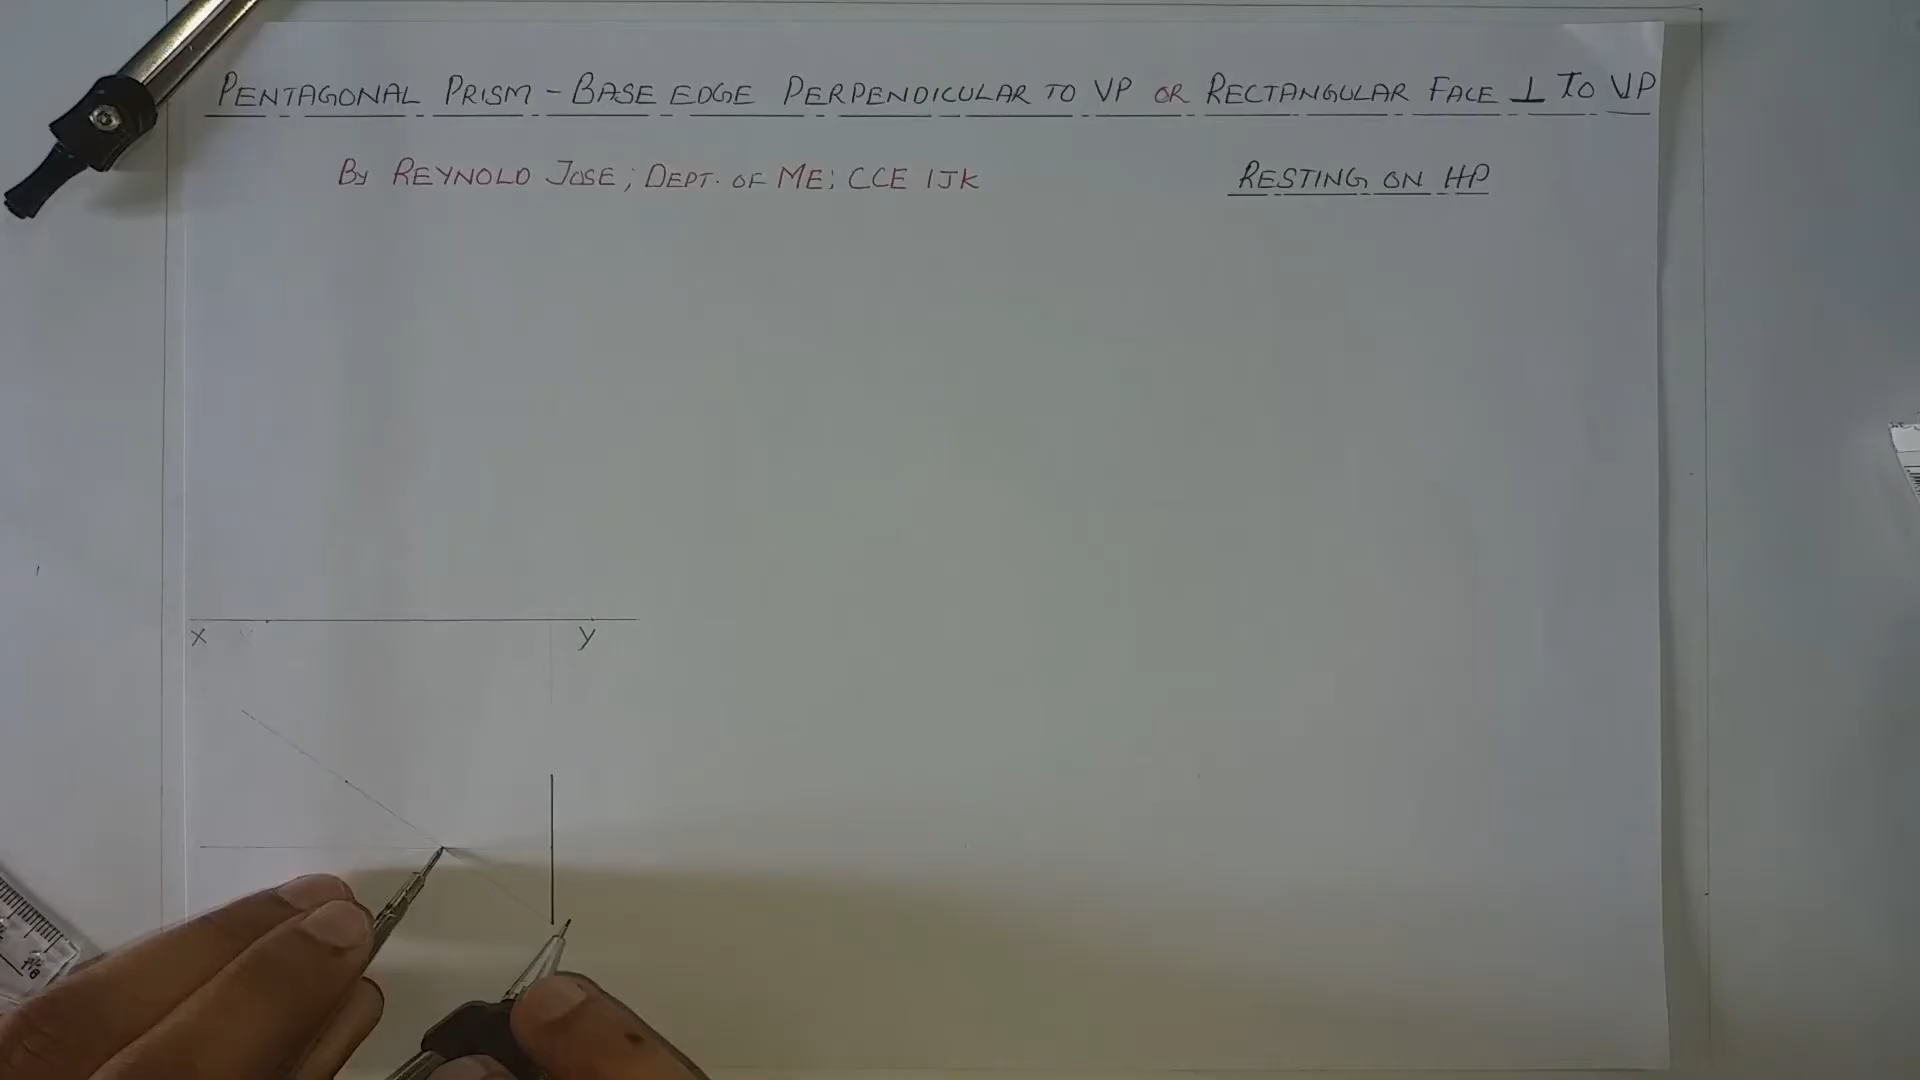 PENTAGONAL PRISM - BASE EDGE PERPENDICULAR TO VP OR RECTANGULAR FACE ⊥ TO VP
By REYNOLD JOSE; DEPT. OF ME; CCE IJK
RESTING ON HP
X
Y